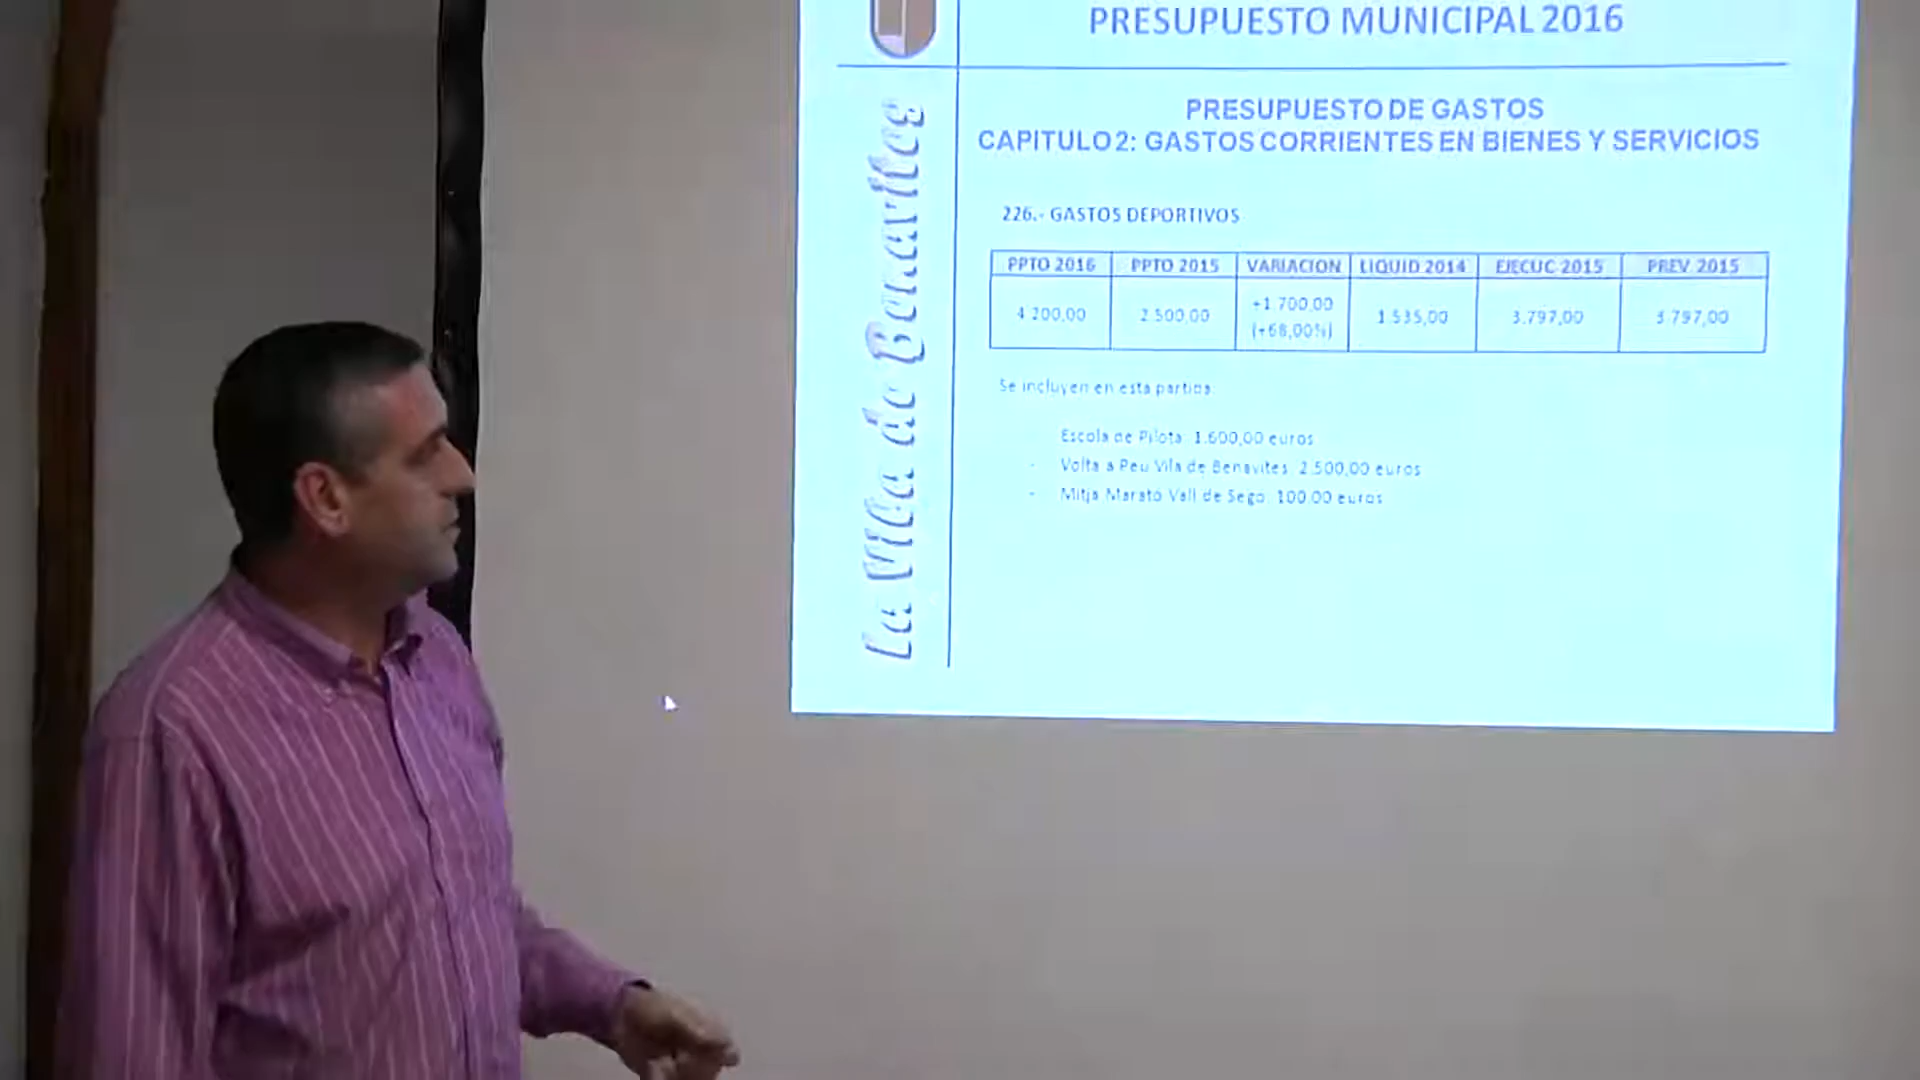 PRESUPUESTO MUNICIPAL 2016
PRESUPUESTO DE GASTOS
CAPITULO 2: GASTOS CORRIENTES EN BIENES Y SERVICIOS
226.- GASTOS DEPORTIVOS
PPTO 2016 PPTO 2015 VARIACION LIQUID 2014 EJECUC 2015 PREV. 2015
4.200,00 2.500,00 +1.700,00 (+68,00%) 1.535,00 3.797,00 3.797,00
Se incluyen en esta partida:
Escola de Pilota: 1.600,00 euros
- Volta a Peu Vila de Benavites: 2.500,00 euros
- Mitja Marató Vall de Segó: 100,00 euros
La Vila de Benavites